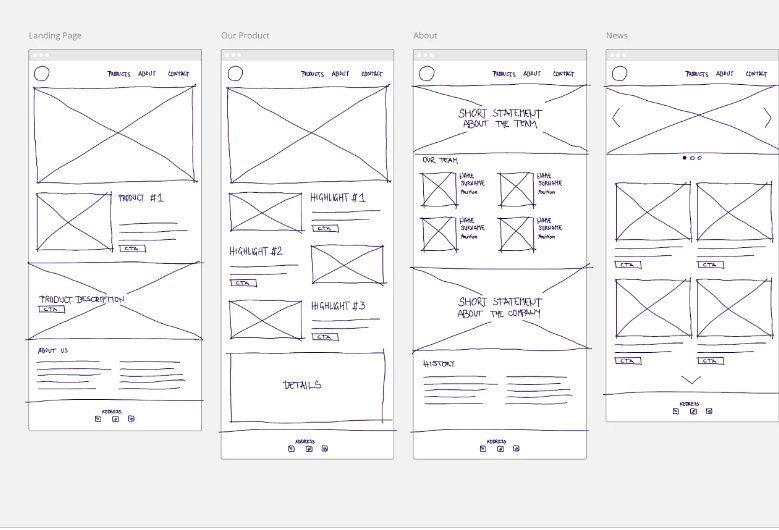 Landing Page
Our Product
About
News
PRODUCTS ABOUT CONTACT
PRODUCT #1
CTA
PRODUCT DESCRIPTION
CTA
ABOUT US
ADDRESS
PRODUCTS ABOUT CONTACT
HIGHLIGHT #1
CTA
HIGHLIGHT #2
CTA
HIGHLIGHT #3
CTA
DETAILS
ADDRESS
PRODUCTS ABOUT CONTACT
SHORT STATEMENT
ABOUT THE TEAM
OUR TEAM
NAME
SURNAME
Position
NAME
SURNAME
Position
NAME
SURNAME
Position
NAME
SURNAME
Position
SHORT STATEMENT
ABOUT THE COMPANY
HISTORY
ADDRESS
PRODUCTS ABOUT CONTACT
CTA
CTA
CTA
CTA
ADDRESS